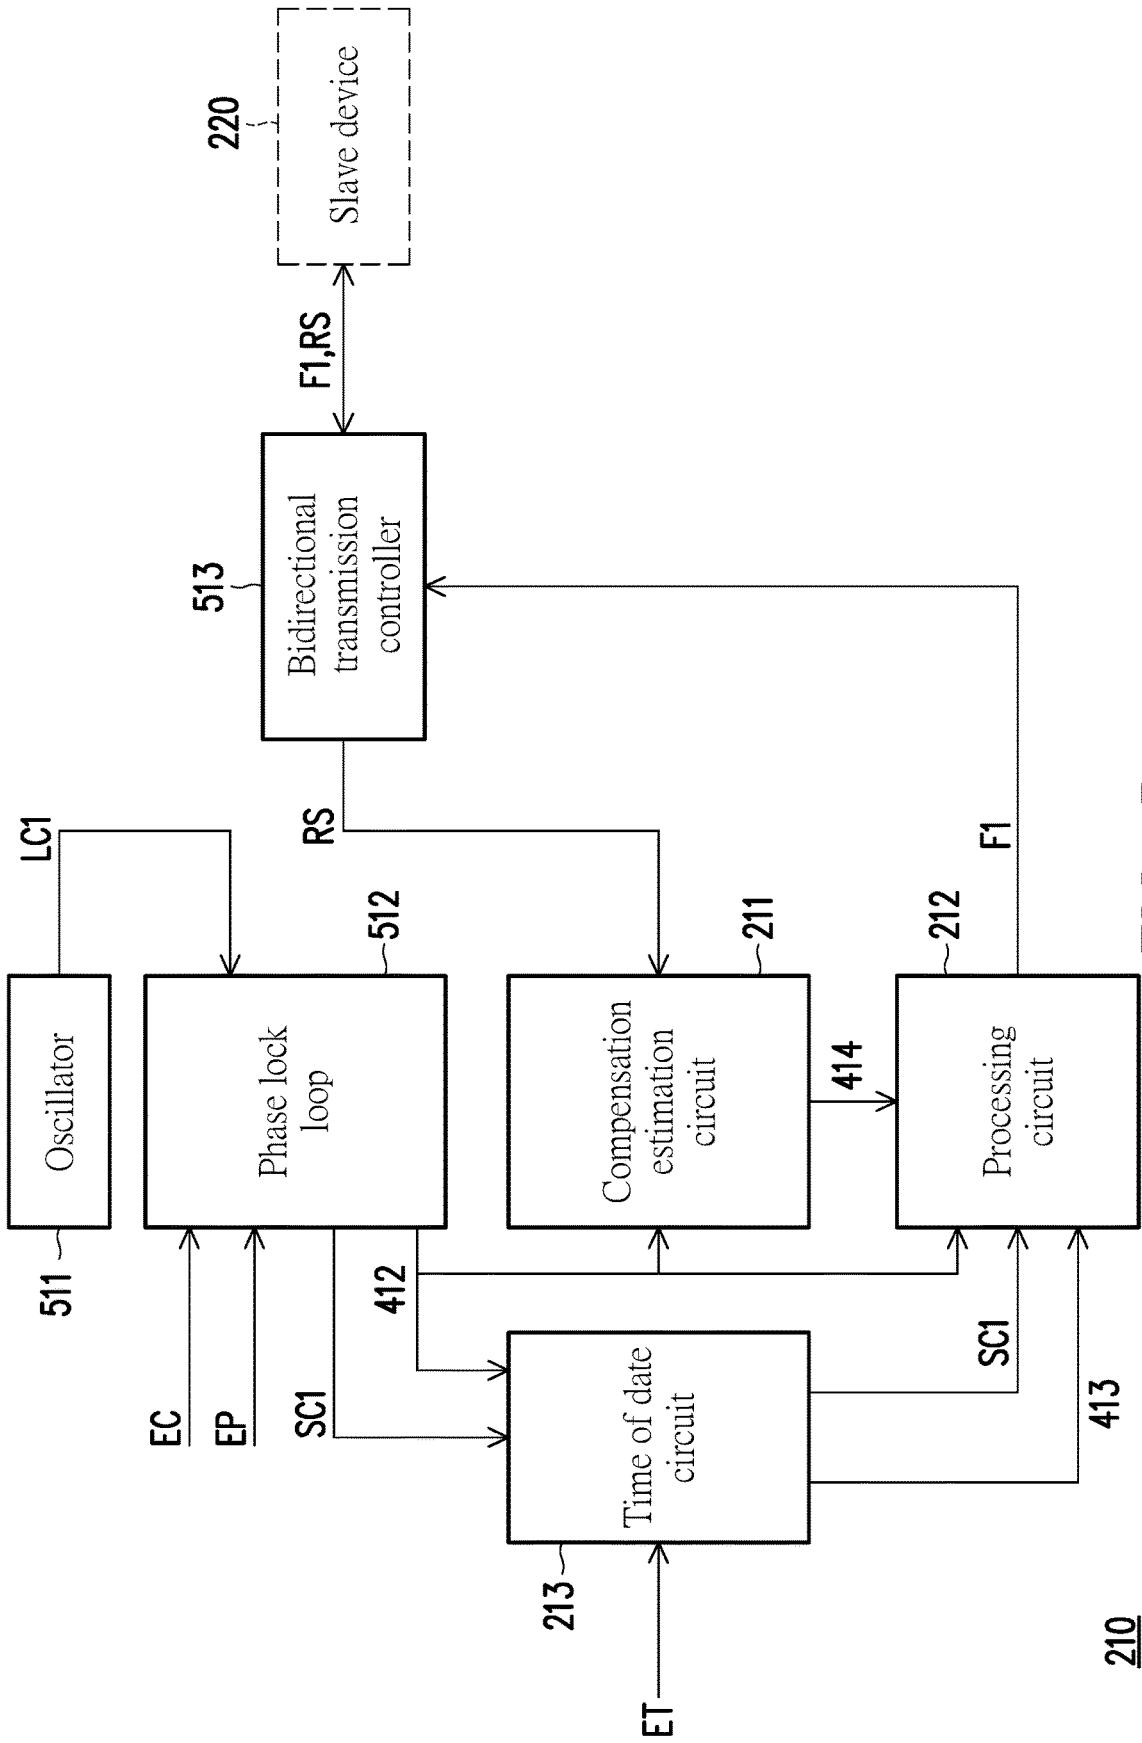 511
Oscillator
LC1
EC
EP
Phase lock
loop
512
SC1
412
513
Bidirectional
transmission
controller
RS
F1,RS
220
Slave device
ET
213
Time of date
circuit
Compensation
estimation
circuit
211
414
SC1
413
Processing
circuit
212
F1
210